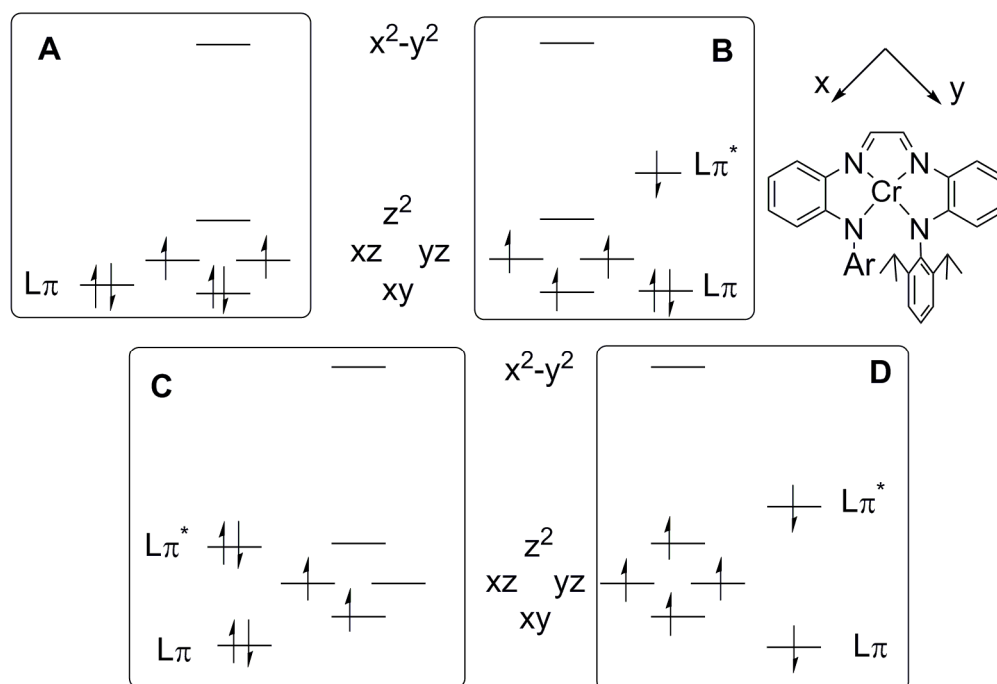 A
x²-y²
B
x
y
Lπ*
N
N
z²
Cr
xz
yz
N
N
Lπ
xy
Lπ
Ar
x²-y²
C
D
Lπ*
Lπ*
z²
xz
yz
xy
Lπ
Lπ